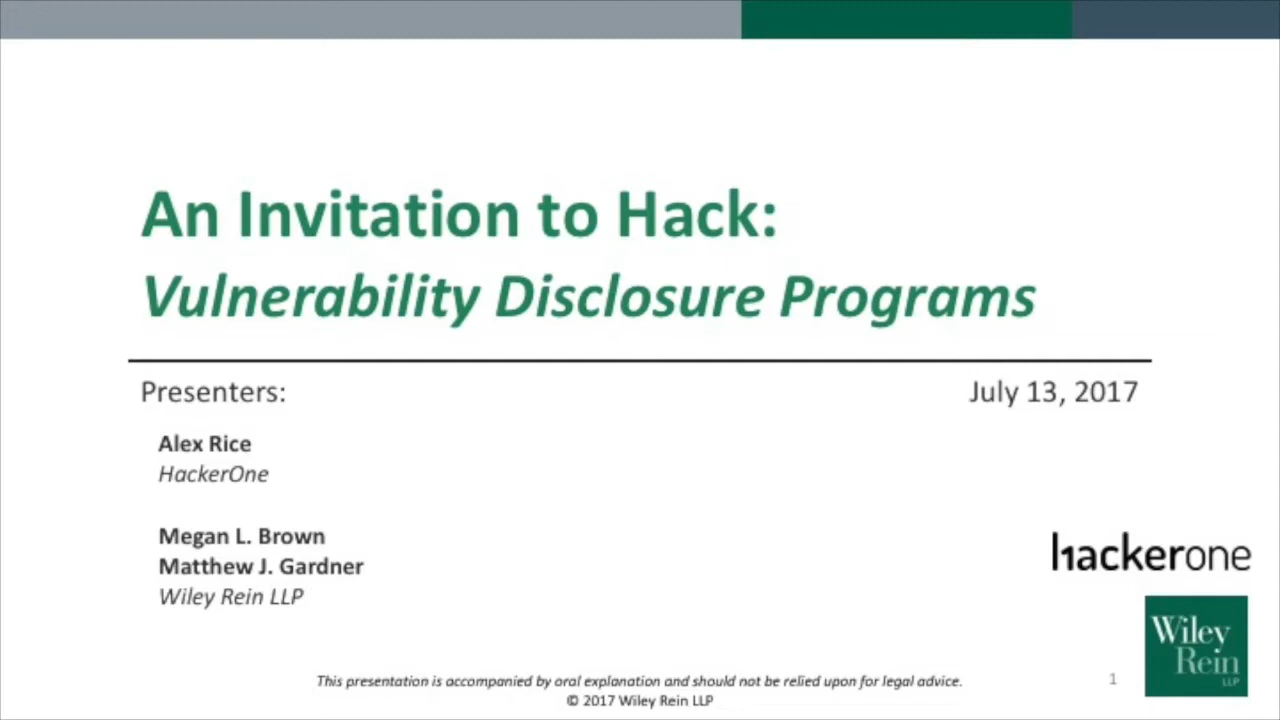 An Invitation to Hack:
Vulnerability Disclosure Programs
Presenters:
July 13, 2017
Alex Rice
HackerOne
Megan L. Brown
Matthew J. Gardner
Wiley Rein LLP
hackerone
Wiley
Rein
LLP
This presentation is accompanied by oral explanation and should not be relied upon for legal advice.
© 2017 Wiley Rein LLP
1